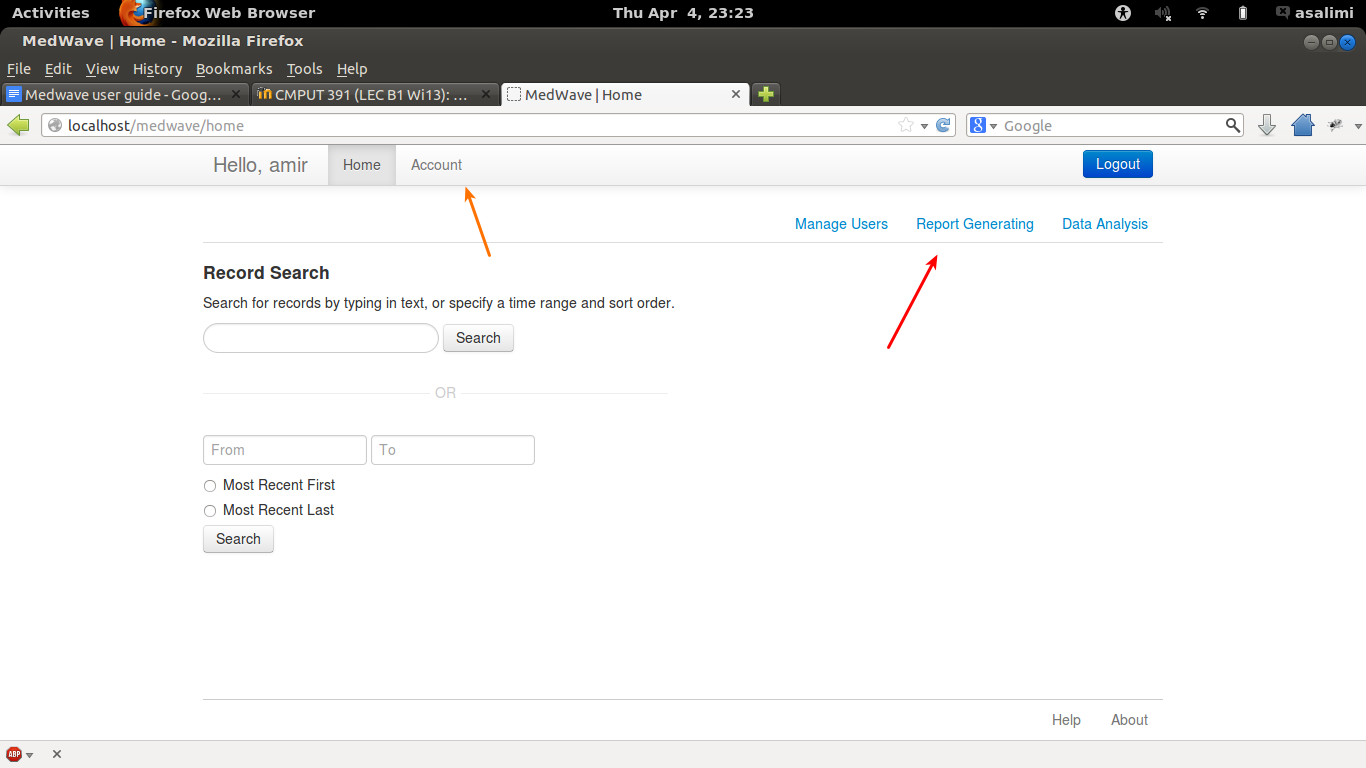 Activities Firefox Web Browser Thu Apr 4, 23:23 asalimi
MedWave | Home - Mozilla Firefox
File Edit View History Bookmarks Tools Help
Medwave user guide - Goog... CMPUT 391 (LEC B1 Wi13): ... MedWave | Home
localhost/medwave/home 8 Google
Hello, amir Home Account Logout
Manage Users Report Generating Data Analysis
Record Search
Search for records by typing in text, or specify a time range and sort order.
Search
OR
From To
Most Recent First
Most Recent Last
Search
Help About
ABP